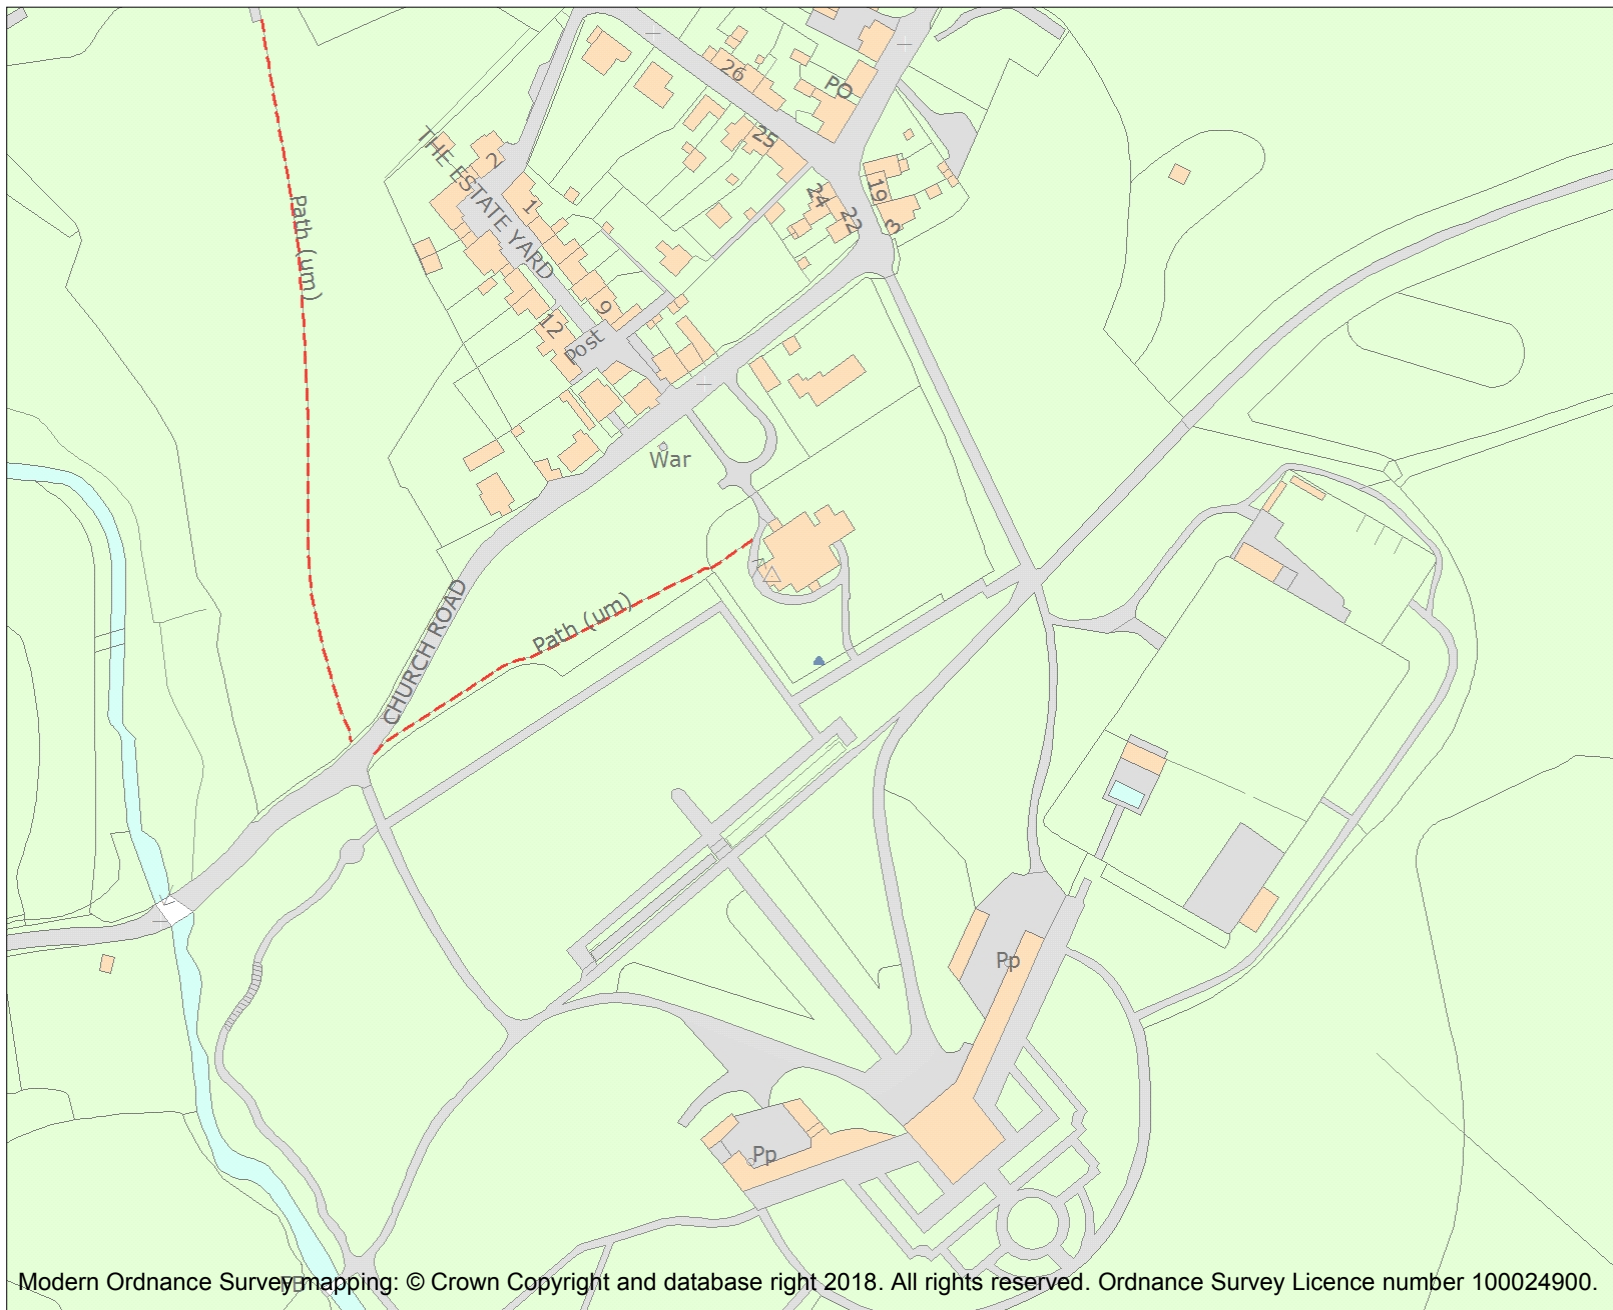 26
PO
25
THE ESTATE YARD
2
1
24
22
19
3
Path (um)
9
12
Post
War
CHURCH ROAD
Path (um)
Pp
Pp
FB
Modern Ordnance Survey mapping: © Crown Copyright and database right 2018. All rights reserved. Ordnance Survey Licence number 100024900.